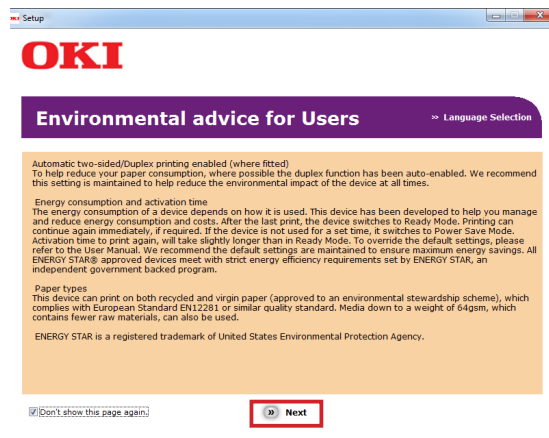 OKI Setup
OKI
Environmental advice for Users
» Language Selection
Automatic two-sided/Duplex printing enabled (where fitted)
To help reduce your paper consumption, where possible the duplex function has been auto-enabled. We recommend
this setting is maintained to help reduce the environmental impact of the device at all times.
Energy consumption and activation time
The energy consumption of a device depends on how it is used. This device has been developed to help you manage
and reduce energy consumption and costs. After the last print, the device switches to Ready Mode. Printing can
continue again immediately, if required. If the device is not used for a set time, it switches to Power Save Mode.
Activation time to print again, will take slightly longer than in Ready Mode. To override the default settings, please
refer to the User Manual. We recommend the default settings are maintained to ensure maximum energy savings. All
ENERGY STAR® approved devices meet with strict energy efficiency requirements set by ENERGY STAR, an
independent government backed program.
Paper types
This device can print on both recycled and virgin paper (approved to an environmental stewardship scheme), which
complies with European Standard EN12281 or similar quality standard. Media down to a weight of 64gsm, which
contains fewer raw materials, can also be used.
ENERGY STAR is a registered trademark of United States Environmental Protection Agency.
Don't show this page again.
» Next